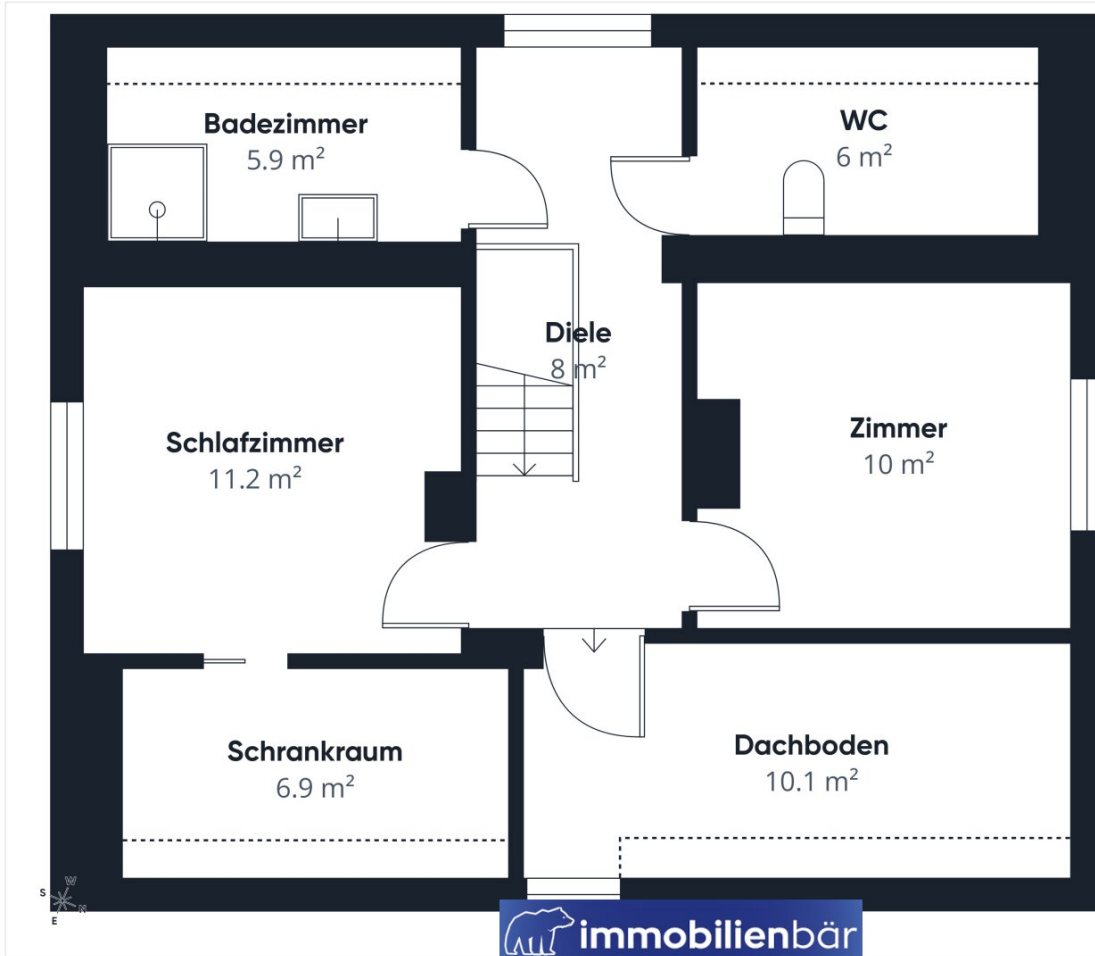 Badezimmer
5.9 m²
WC
6 m²
Diele
8 m²
Schlafzimmer
11.2 m²
Zimmer
10 m²
Schrankraum
6.9 m²
Dachboden
10.1 m²
S
W
N
E
immobilienbär